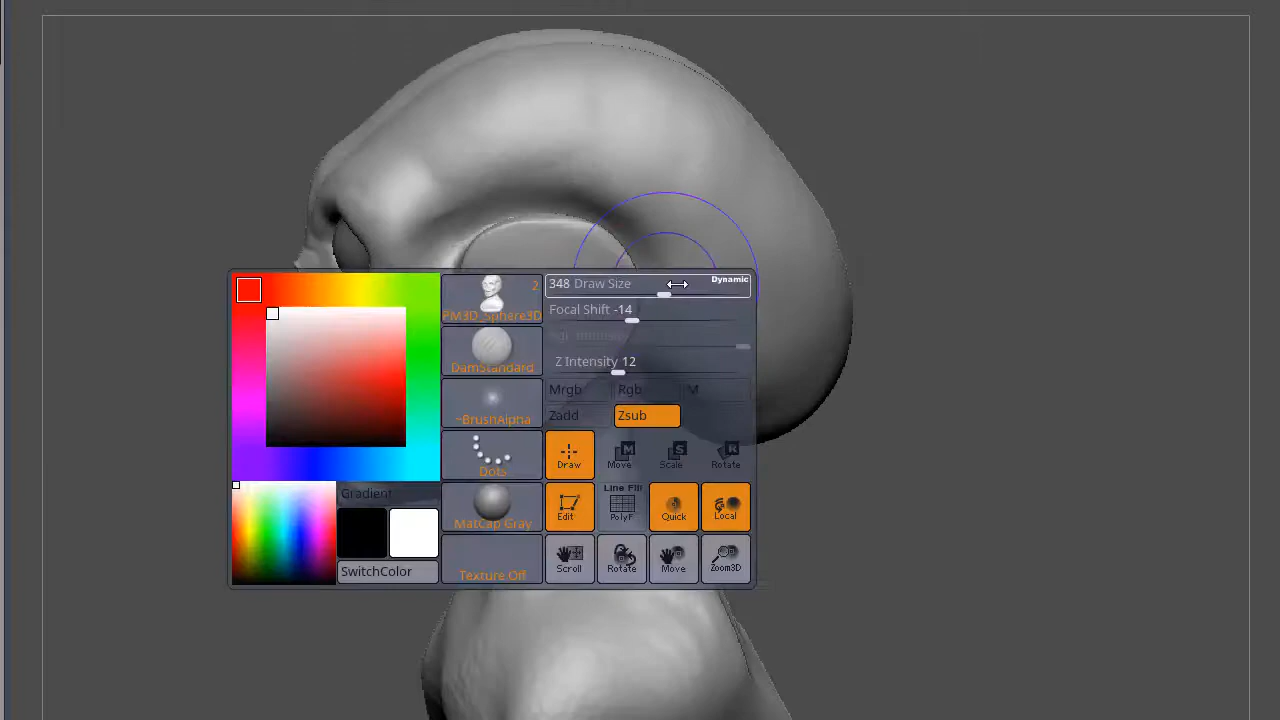 2
PM3D_Sphere3D
DamStandard
~BrushAlpha
Dots
MatCap Gray
Texture Off
Gradient
SwitchColor
348 Draw Size
Dynamic
Focal Shift -14
Z Intensity 12
Mrgb Rgb M
Zadd Zsub
Draw M Move S Scale R Rotate
Line Fill
Edit PolyF Quick Local
Scroll Rotate Move Zoom3D